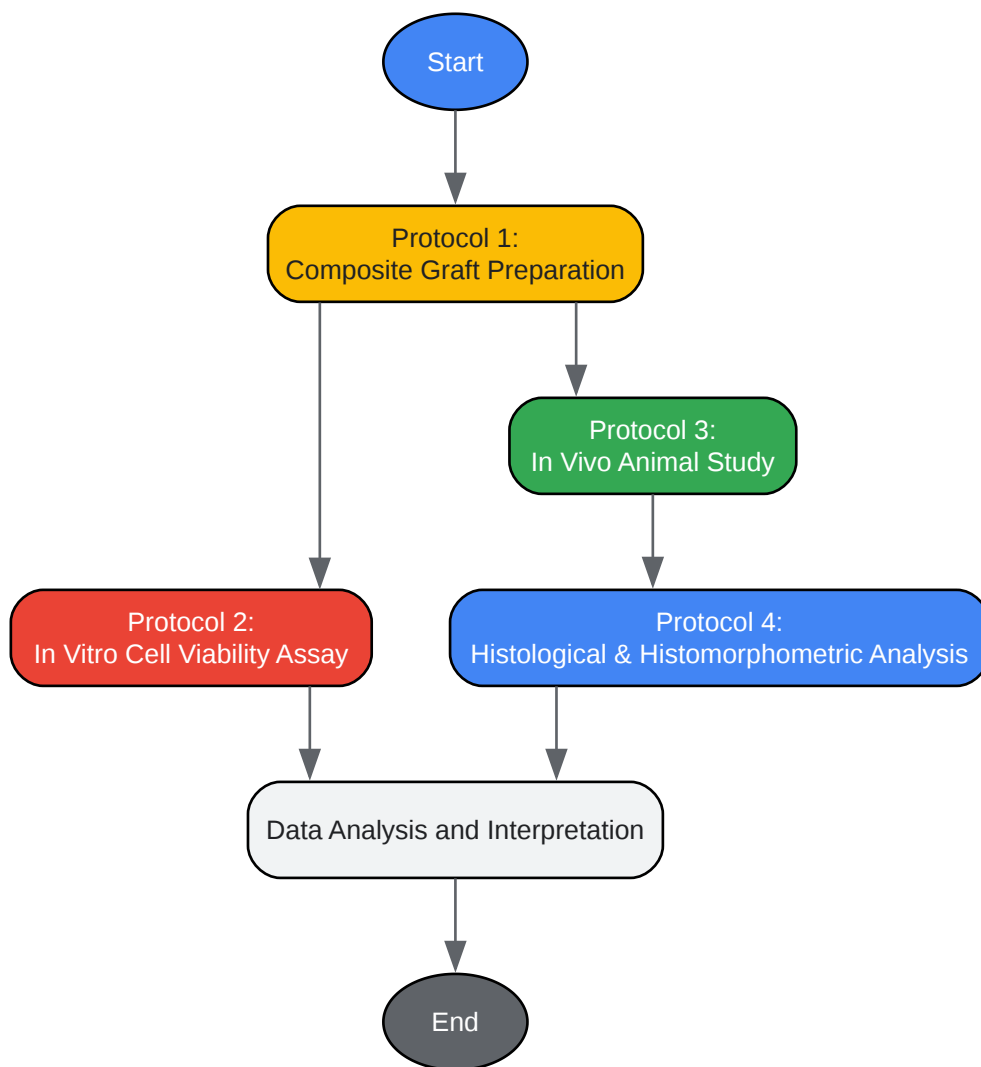 Start
Protocol 1:
Composite Graft Preparation
Protocol 3:
In Vivo Animal Study
Protocol 2:
In Vitro Cell Viability Assay
Protocol 4:
Histological & Histomorphometric Analysis
Data Analysis and Interpretation
End